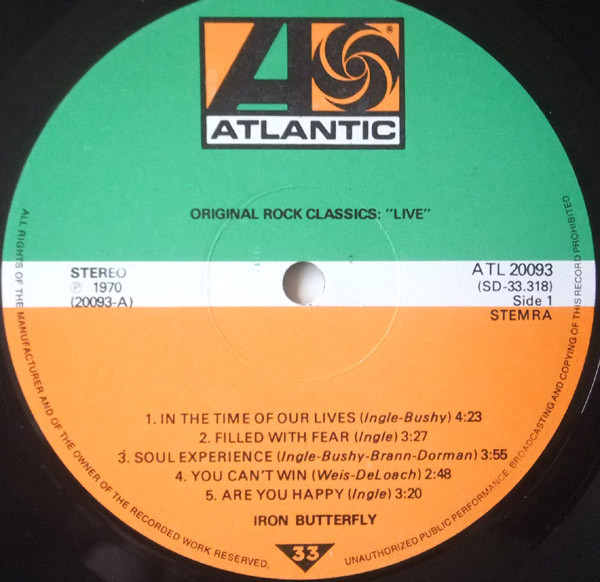 ATLANTIC
®
ORIGINAL ROCK CLASSICS: "LIVE"
STEREO
℗ 1970
(20093-A)
ATL 20093
(SD-33.318)
Side 1
STEMRA
1. IN THE TIME OF OUR LIVES (Ingle-Bushy) 4:23
2. FILLED WITH FEAR (Ingle) 3:27
3. SOUL EXPERIENCE (Ingle-Bushy-Brann-Dorman) 3:55
4. YOU CAN'T WIN (Weis-DeLoach) 2:48
5. ARE YOU HAPPY (Ingle) 3:20
IRON BUTTERFLY
33
ALL RIGHTS OF THE MANUFACTURER AND OF THE OWNER OF THE RECORDED WORK RESERVED. UNAUTHORIZED PUBLIC PERFORMANCE, BROADCASTING AND COPYING OF THIS RECORD PROHIBITED